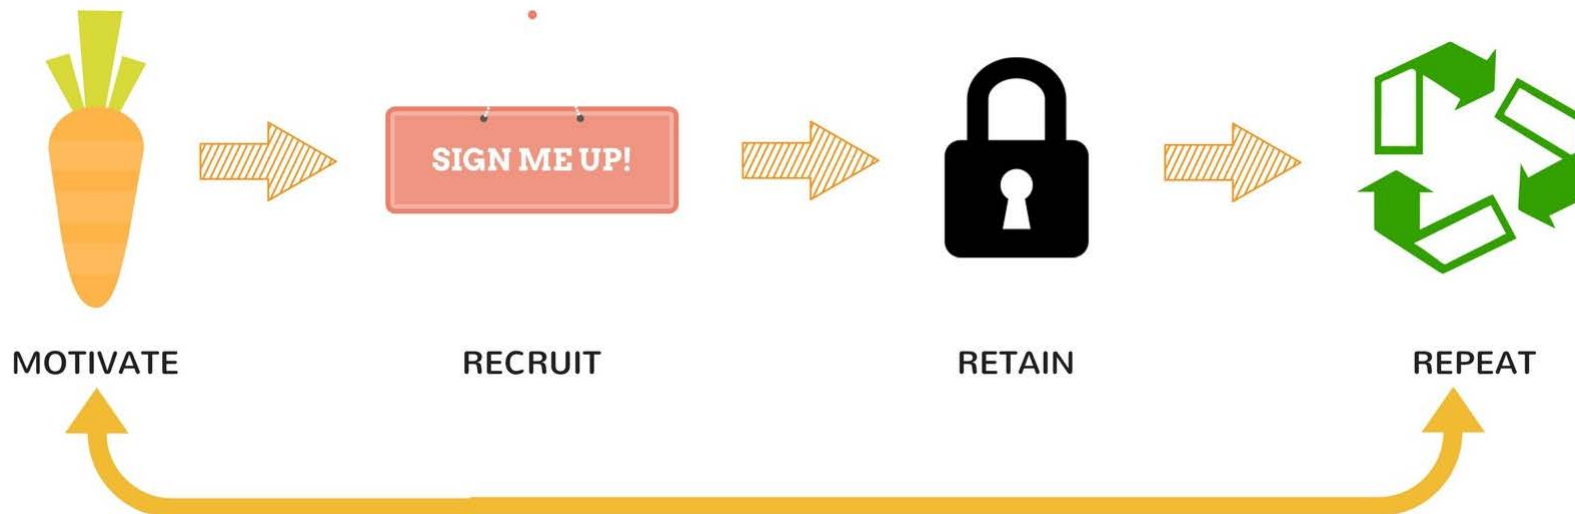 SIGN ME UP!
MOTIVATE
RECRUIT
RETAIN
REPEAT